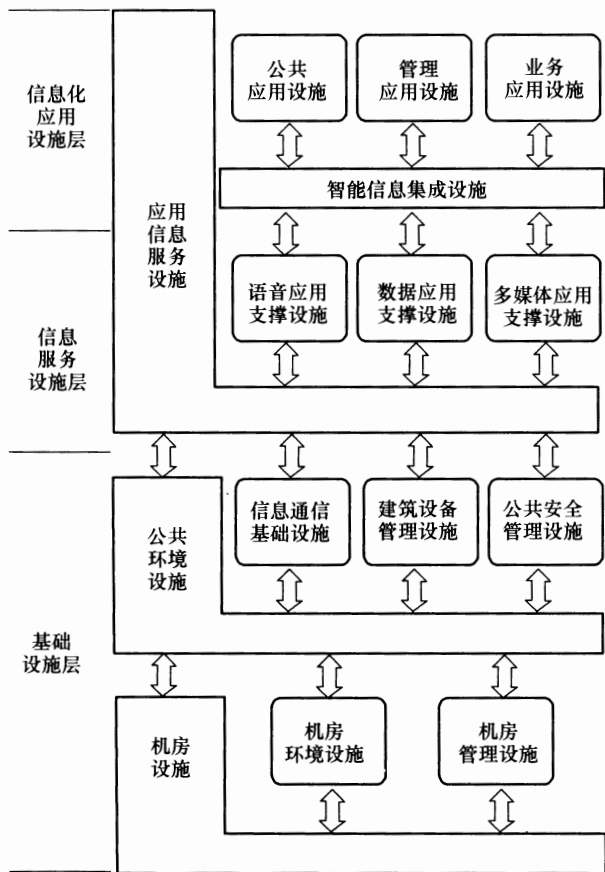 信息化
应用
设施层
公共
应用设施
管理
应用设施
业务
应用设施
智能信息集成设施
应用
信息
服务
设施
信息
服务
设施层
语音应用
支撑设施
数据应用
支撑设施
多媒体应用
支撑设施
公共
环境
设施
信息通信
基础设施
建筑设备
管理设施
公共安全
管理设施
基础
设施层
机房
设施
机房
环境设施
机房
管理设施